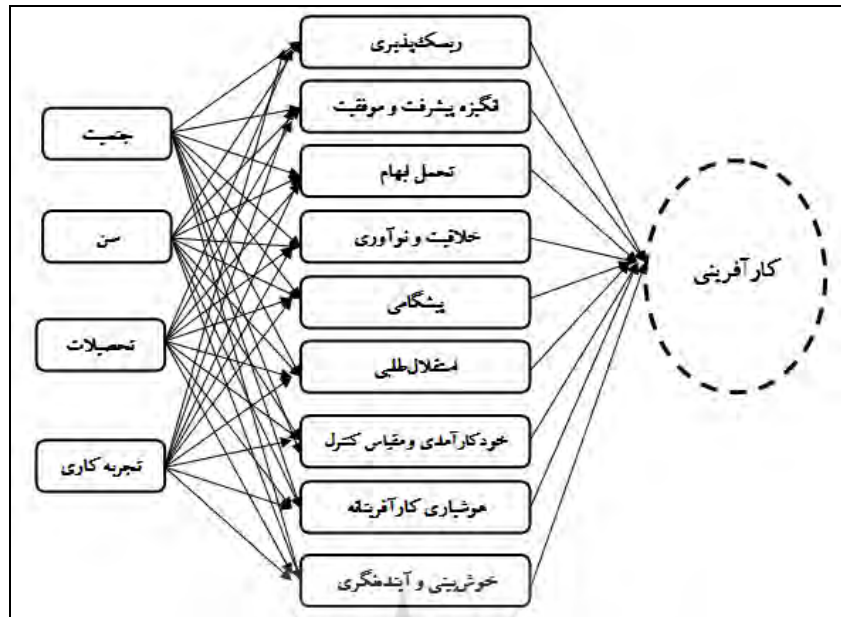 ریسک‌پذیری
انگیزه پیشرفت و موفقیت
تحمل ابهام
خلاقیت و نوآوری
پیشگامی
استقلال‌طلبی
خودکارآمدی و مقیاس کنترل
هوشیاری کارآفرینانه
خوش‌بینی و آینده‌نگری
جنسیت
سن
تحصیلات
تجربه کاری
کارآفرینی